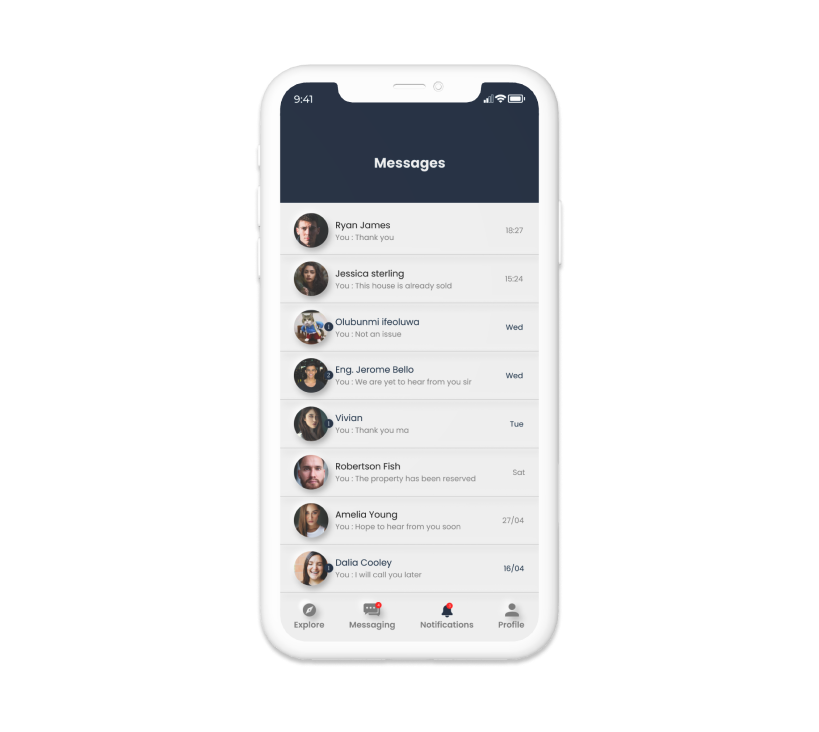 9:41
Messages
Ryan James
You : Thank you
18:27
Jessica sterling
You : This house is already sold
15:24
1
Olubunmi ifeoluwa
You : Not an issue
Wed
2
Eng. Jerome Bello
You : We are yet to hear from you sir
Wed
1
Vivian
You : Thank you ma
Tue
Robertson Fish
You : The property has been reserved
Sat
Amelia Young
You : Hope to hear from you soon
27/04
1
Dalia Cooley
You : I will call you later
16/04
Explore
Messaging
Notifications
Profile